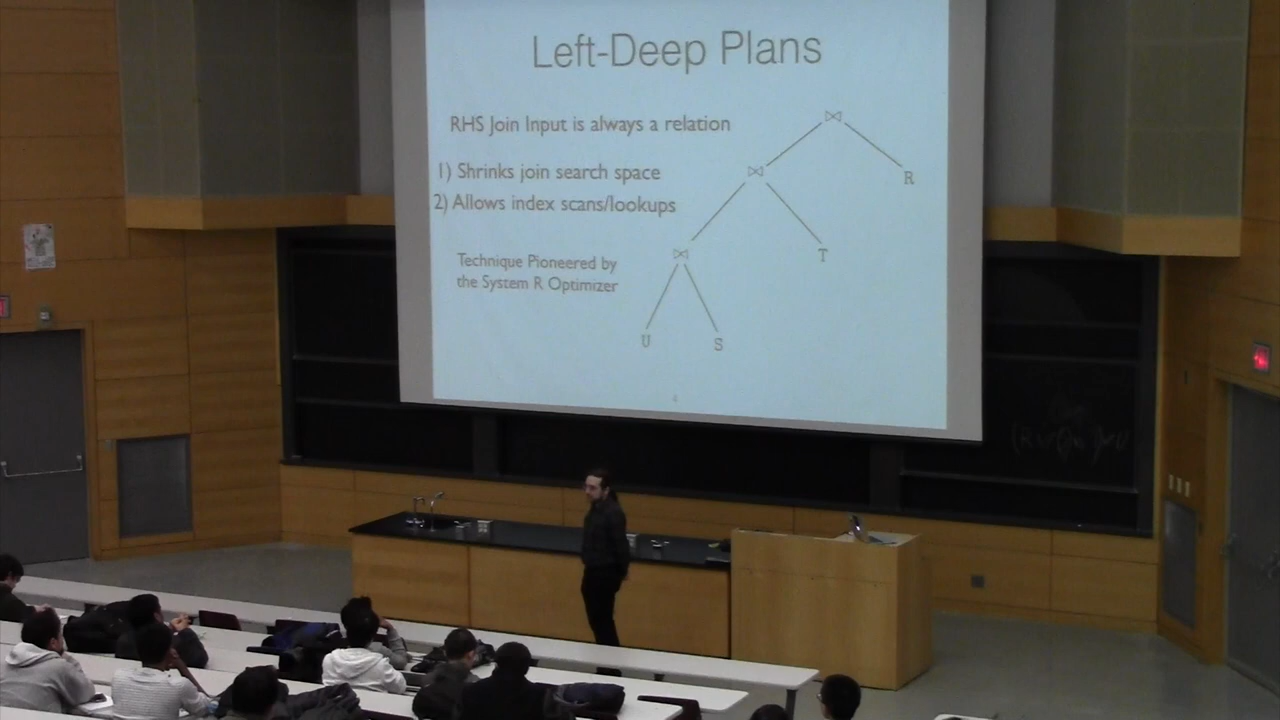 Left-Deep Plans
RHS Join Input is always a relation
1) Shrinks join search space
2) Allows index scans/lookups
Technique Pioneered by
the System R Optimizer
⋈
⋈
R
⋈
T
U
S